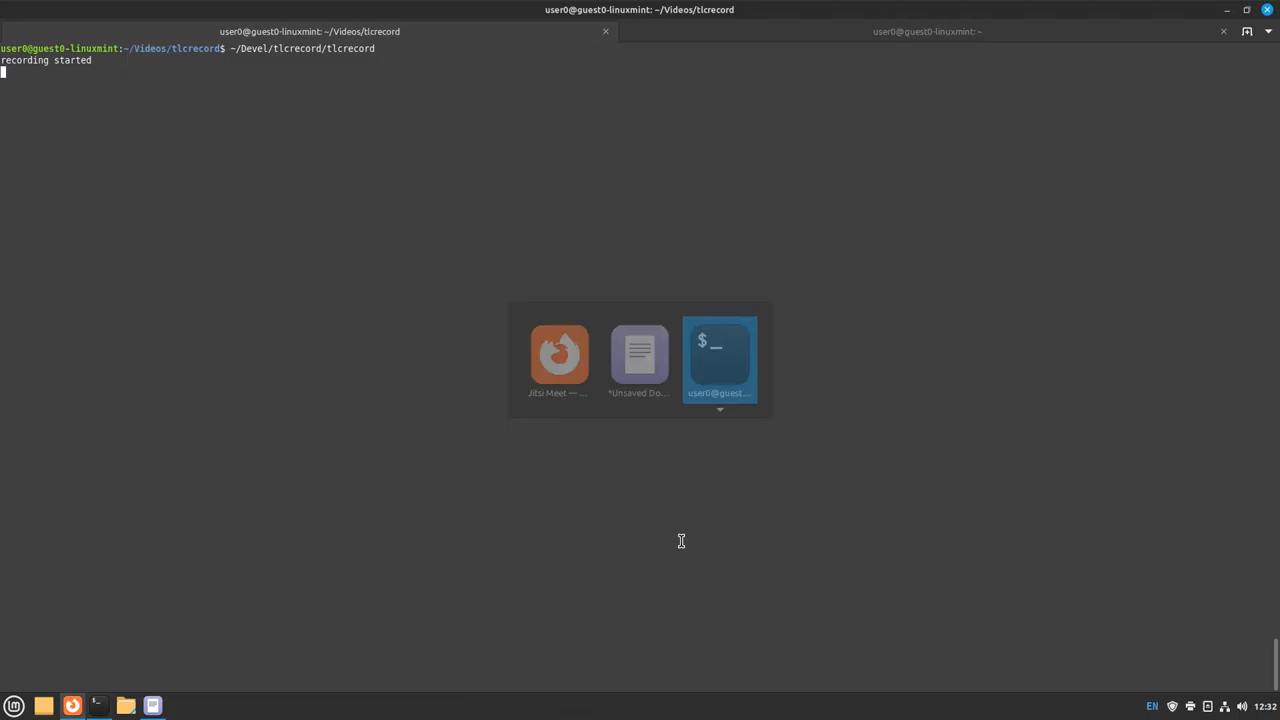 user0@guest0-linuxmint: ~/Videos/tlcrecord
user0@guest0-linuxmint: ~/Videos/tlcrecord
user0@guest0-linuxmint: ~
user0@guest0-linuxmint:~/Videos/tlcrecord$ ~/Devel/tlcrecord/tlcrecord
recording started
$_
Jitsi Meet — ...
*Unsaved Do...
user0@guest...
$_
EN
12:32